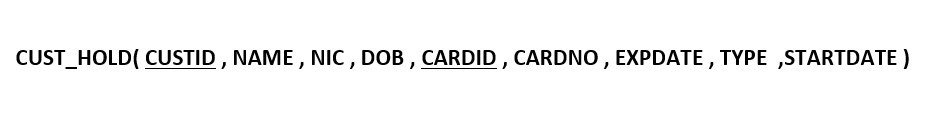 CUST_HOLD( CUSTID , NAME , NIC , DOB , CARDID , CARDNO , EXPDATE , TYPE ,STARTDATE )